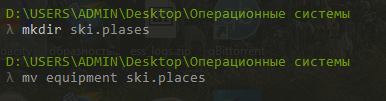 D:\USERS\ADMIN\Desktop\Операционные системы
λ mkdir ski.plases
D:\USERS\ADMIN\Desktop\Операционные системы
λ mv equipment ski.places